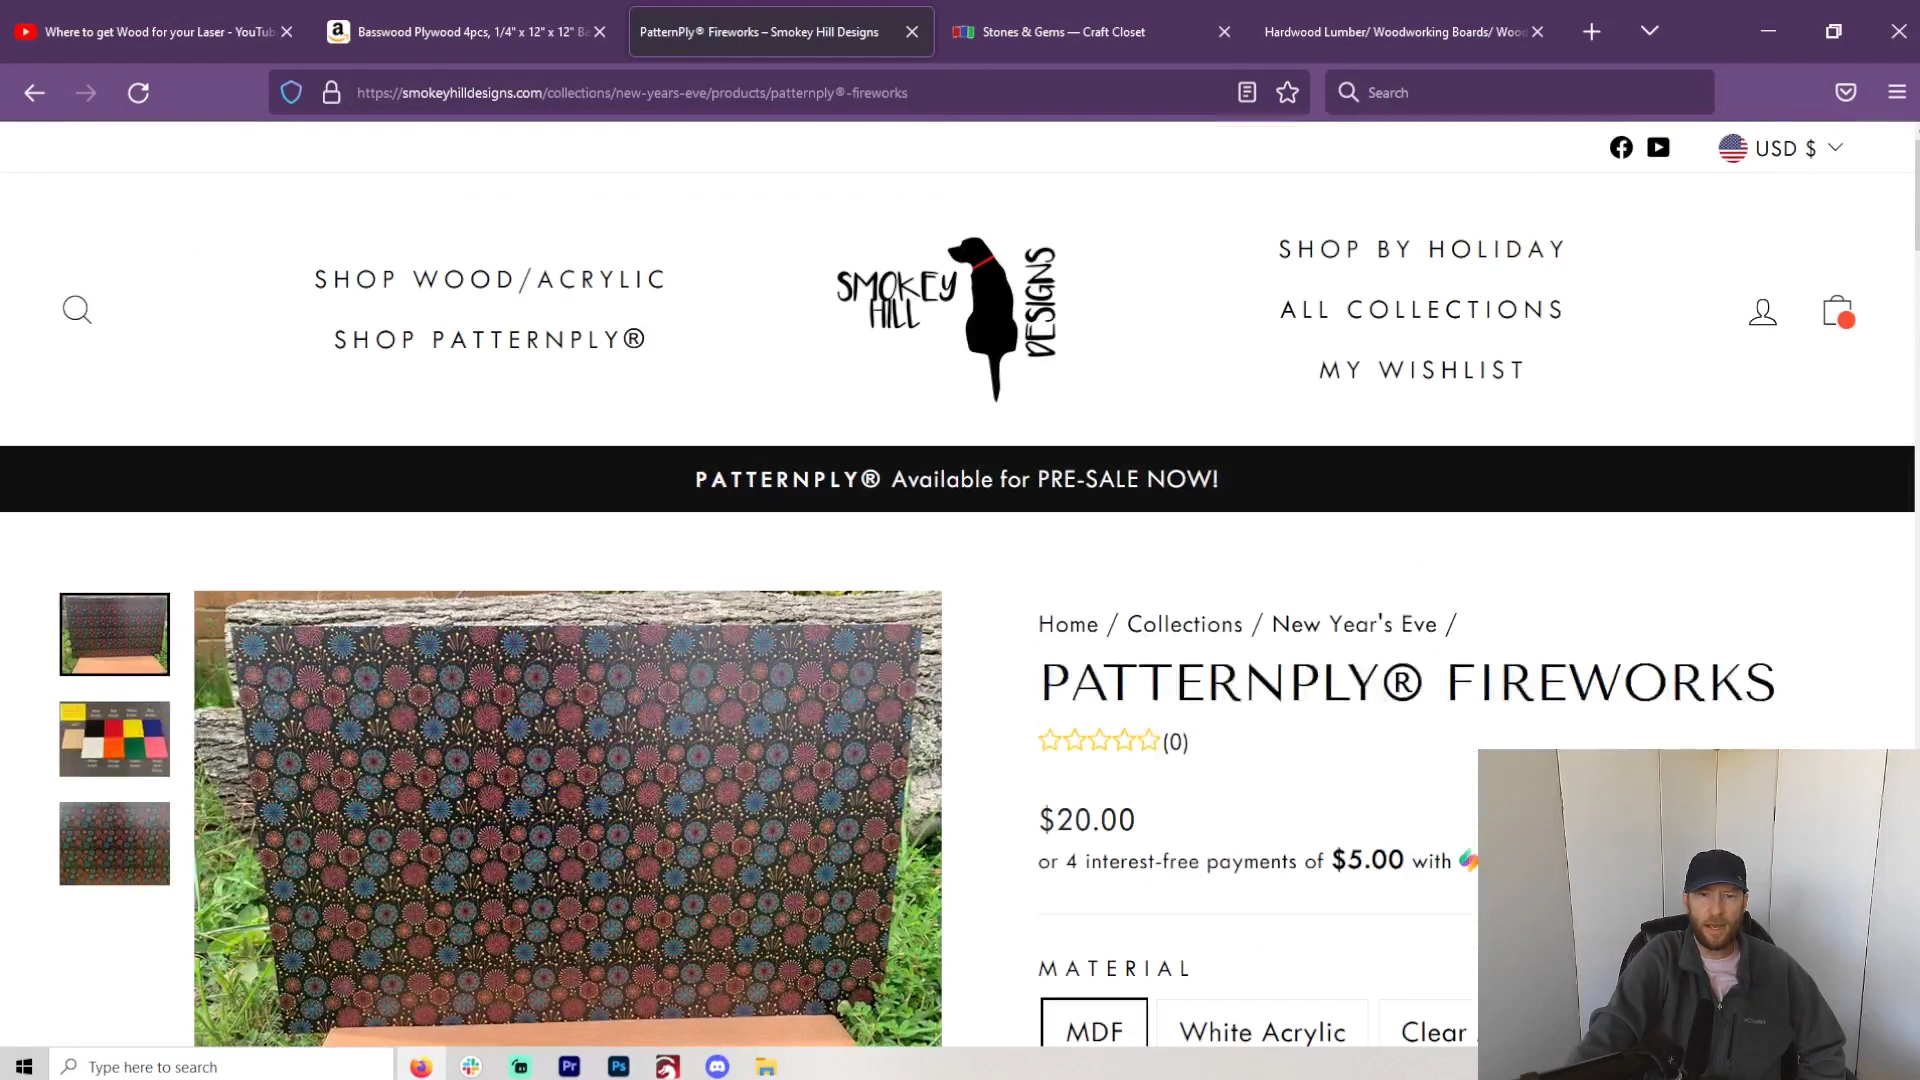 Where to get Wood for your Laser - YouTub
Basswood Plywood 4pcs, 1/4" x 12" x 12" Ba
PatternPly® Fireworks – Smokey Hill Designs
Stones & Gems — Craft Closet
Hardwood Lumber/ Woodworking Boards/ Wood
https://smokeyhilldesigns.com/collections/new-years-eve/products/patternply®-fireworks
Search
USD $
SHOP WOOD/ACRYLIC
SHOP PATTERNPLY®
SMOKEY
HILL
DESIGNS
SHOP BY HOLIDAY
ALL COLLECTIONS
MY WISHLIST
PATTERNPLY® Available for PRE-SALE NOW!
Home / Collections / New Year's Eve /
PATTERNPLY® FIREWORKS
(0)
$20.00
or 4 interest-free payments of $5.00 with
MATERIAL
MDF
White Acrylic
Clear
Type here to search
Pr
Ps